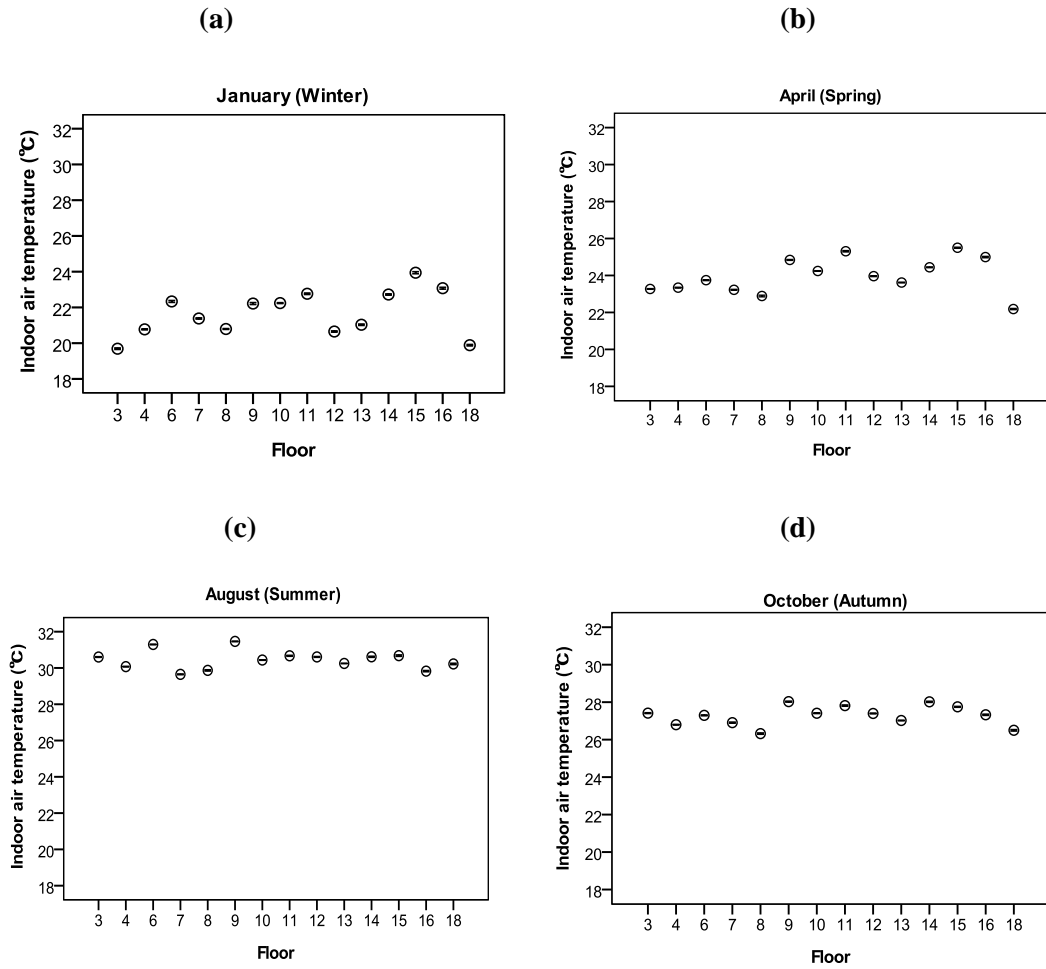 (a)
January (Winter)
Indoor air temperature (°C)
32
30
28
26
24
22
20
18
3 4 6 7 8 9 10 11 12 13 14 15 16 18
Floor
(b)
April (Spring)
Indoor air temperature (°C)
32
30
28
26
24
22
20
18
3 4 6 7 8 9 10 11 12 13 14 15 16 18
Floor
(c)
August (Summer)
Indoor air temperature (°C)
32
30
28
26
24
22
20
18
3 4 6 7 8 9 10 11 12 13 14 15 16 18
Floor
(d)
October (Autumn)
Indoor air temperature (°C)
32
30
28
26
24
22
20
18
3 4 6 7 8 9 10 11 12 13 14 15 16 18
Floor